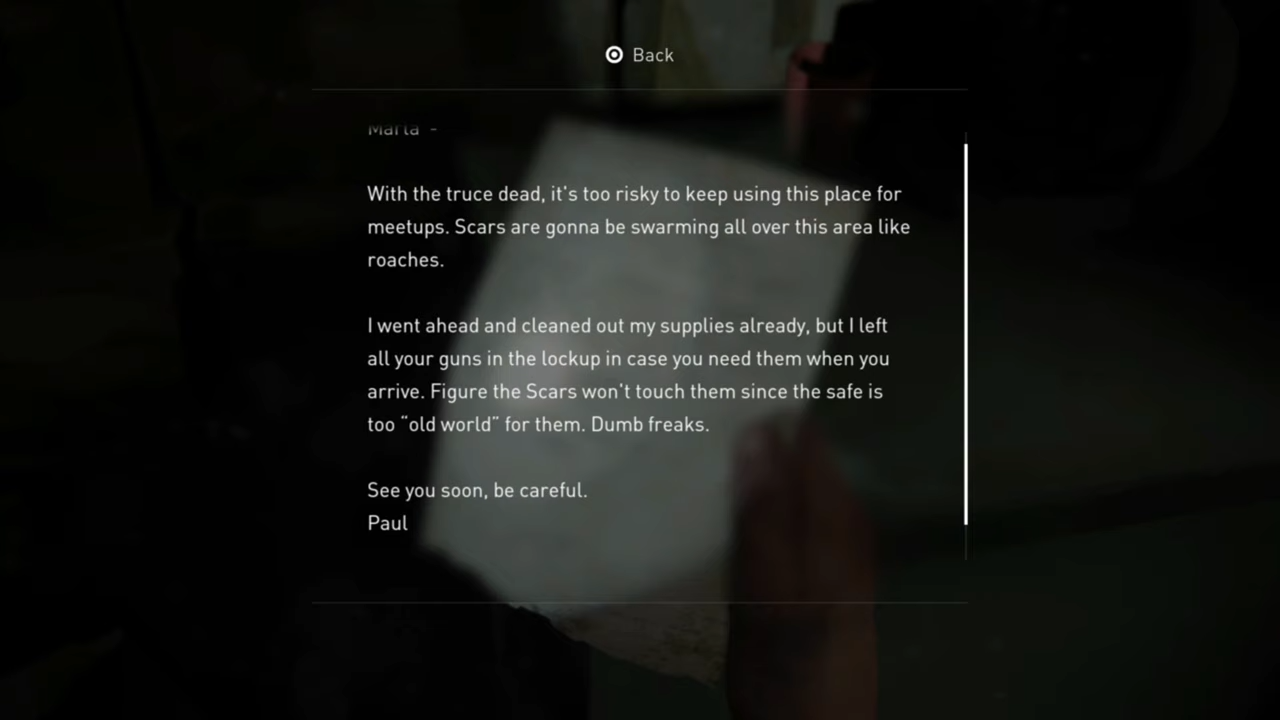 Back
Marla -
With the truce dead, it's too risky to keep using this place for
meetups. Scars are gonna be swarming all over this area like
roaches.
I went ahead and cleaned out my supplies already, but I left
all your guns in the lockup in case you need them when you
arrive. Figure the Scars won't touch them since the safe is
too “old world” for them. Dumb freaks.
See you soon, be careful.
Paul